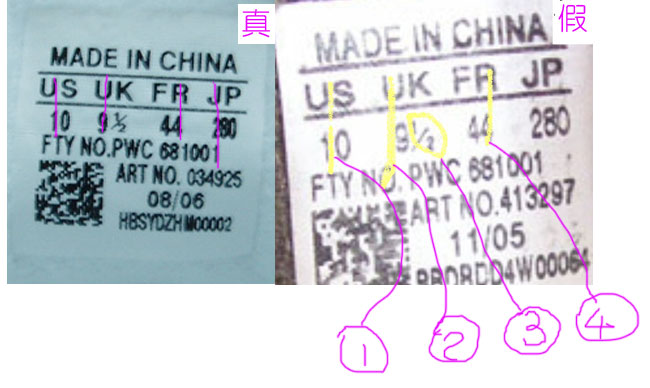 真
MADE IN CHINA
US UK FR JP
10 9½ 44 280
FTY NO.PWC 681001
ART NO. 034925
08/06
HBSYDZHM00002
假
MADE IN CHINA
US UK FR JP
10 9½ 44 280
FTY NO. PWC 681001
ART NO.413297
11/05
1 2 3 4